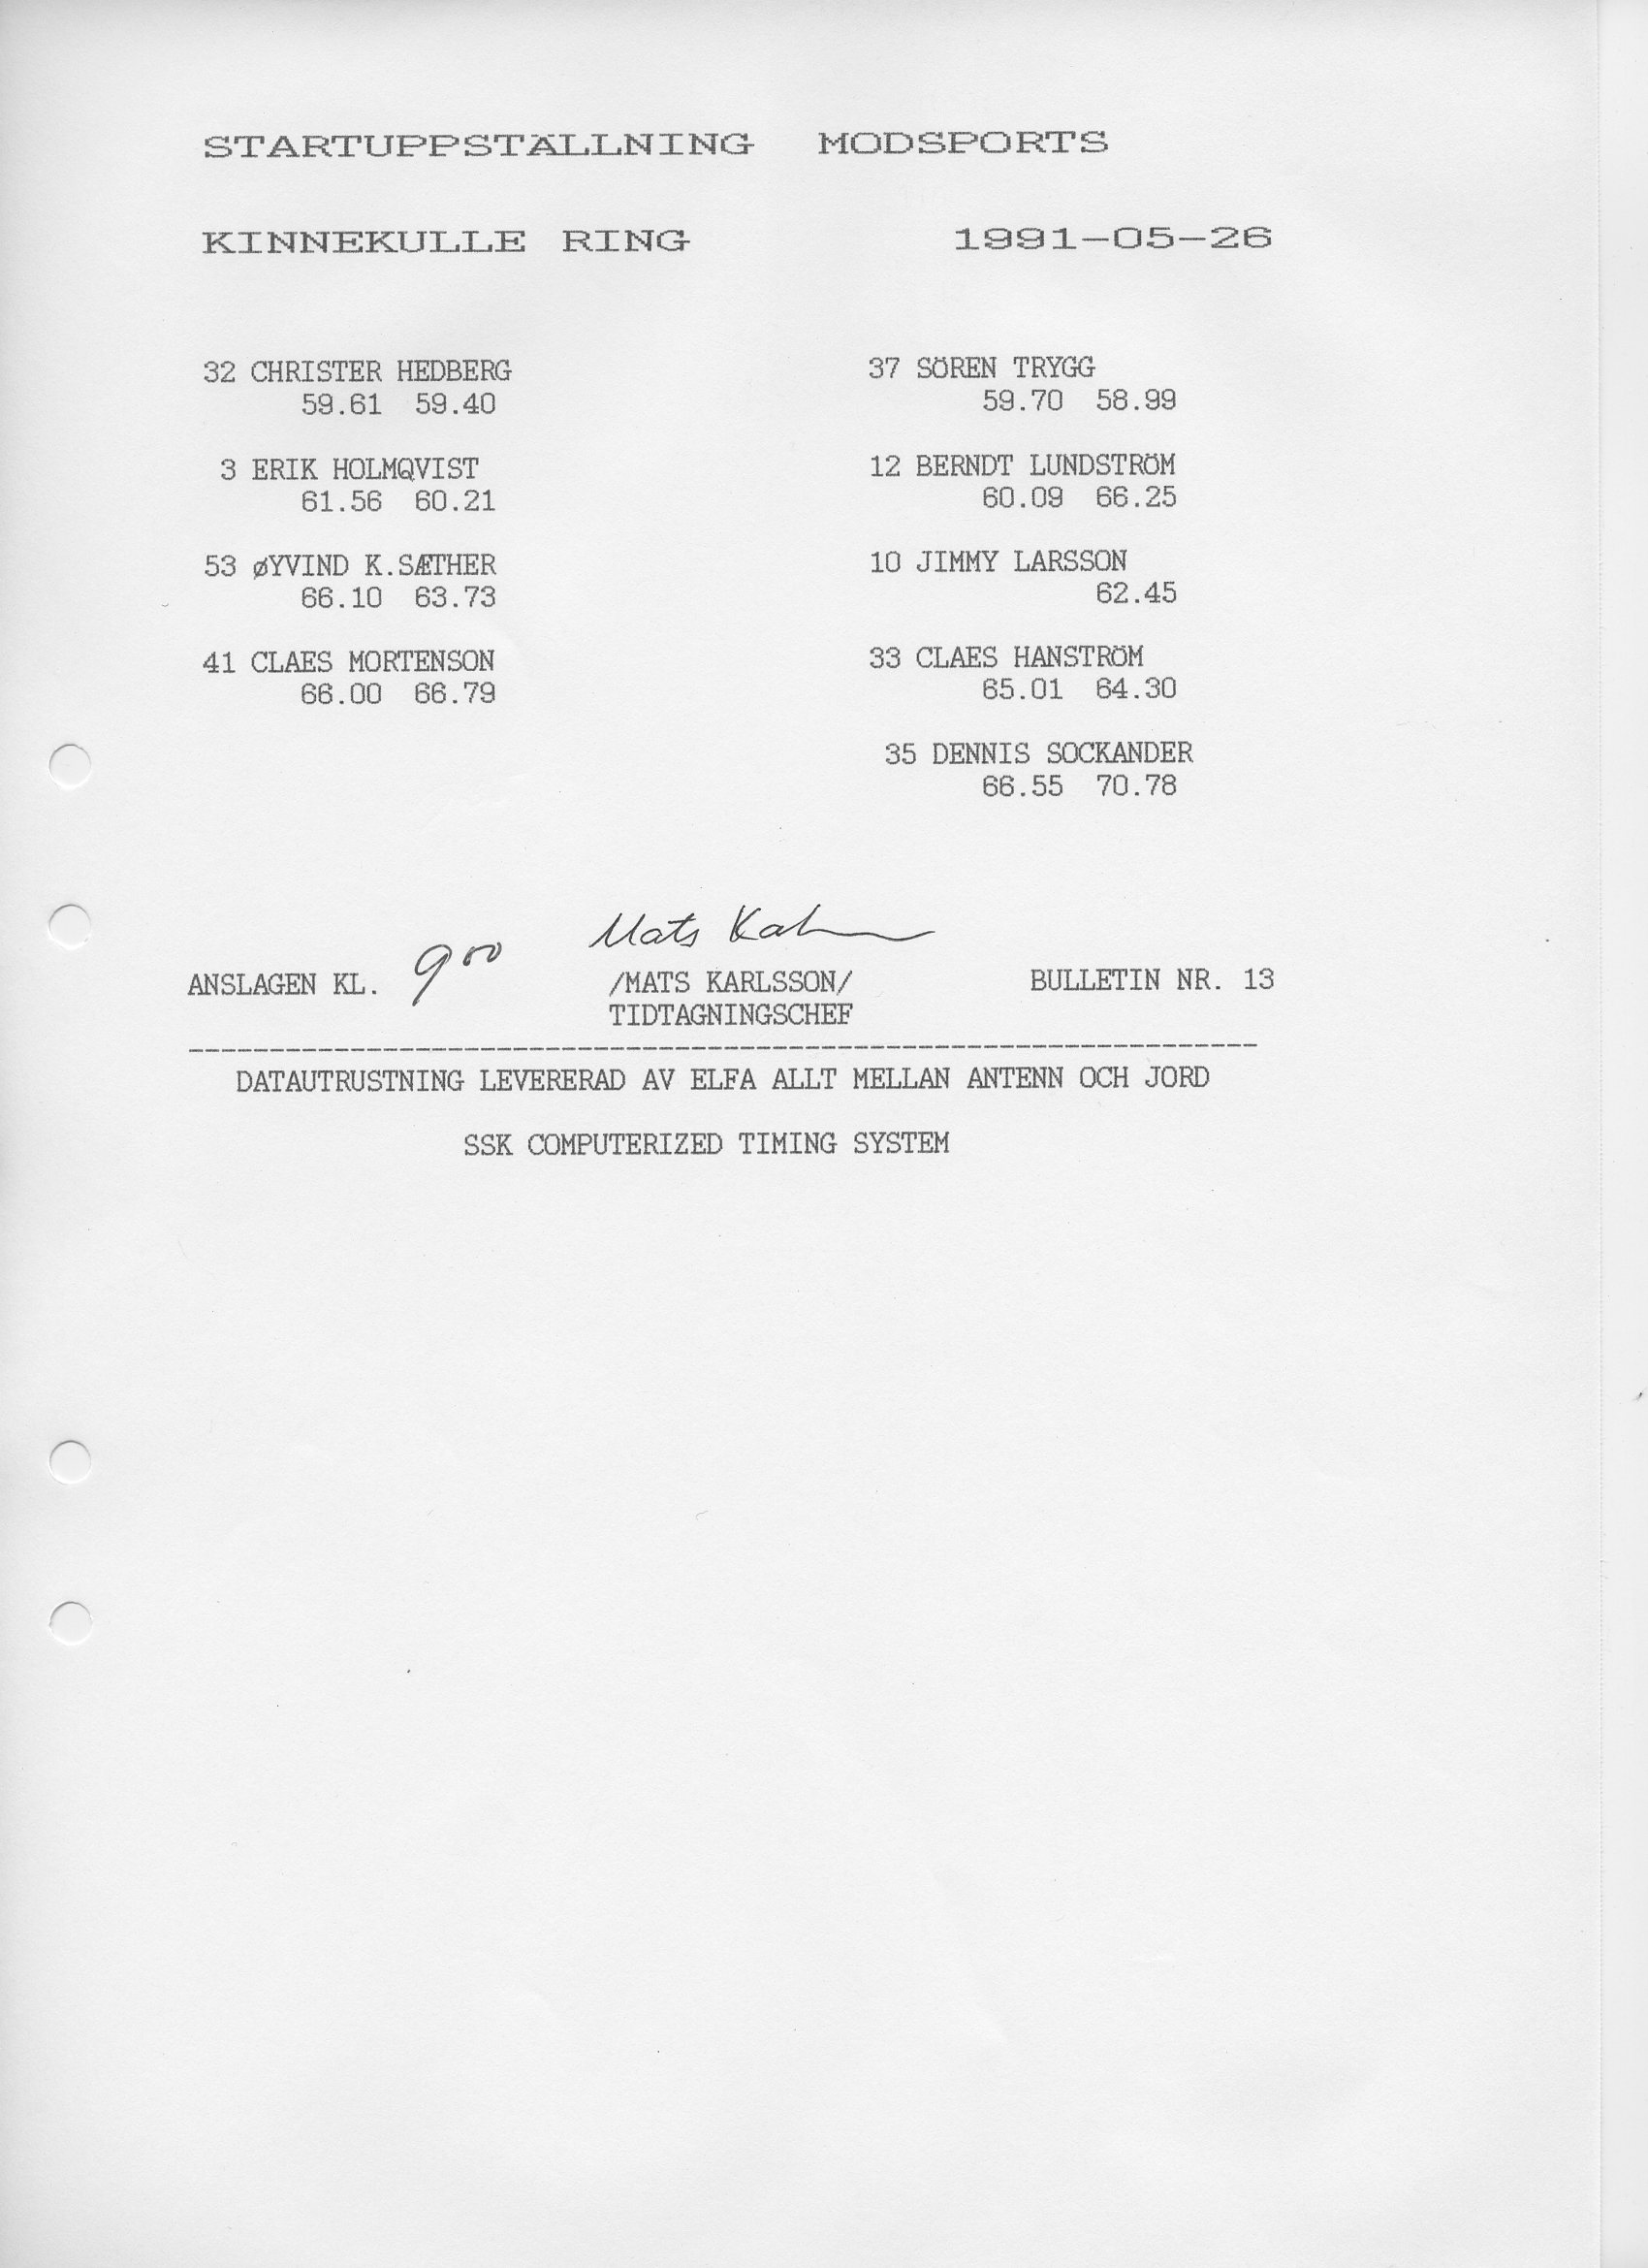 STARTUPPSTÄLLNING MODSPORTS
KINNEKULLE RING 1991-05-26
32 CHRISTER HEDBERG 37 SÖREN TRYGG
59.61 59.40 59.70 58.99
3 ERIK HOLMQVIST 12 BERNDT LUNDSTRÖM
61.56 60.21 60.09 66.25
53 ØYVIND K.SÆTHER 10 JIMMY LARSSON
66.10 63.73 62.45
41 CLAES MORTENSON 33 CLAES HANSTRÖM
66.00 66.79 65.01 64.30
35 DENNIS SOCKANDER
66.55 70.78
Mats
ANSLAGEN KL. 9 00 /MATS KARLSSON/ BULLETIN NR. 13
TIDTAGNINGSCHEF
------------------------------------------------------------------
DATAUTRUSTNING LEVERERAD AV ELFA ALLT MELLAN ANTENN OCH JORD
SSK COMPUTERIZED TIMING SYSTEM